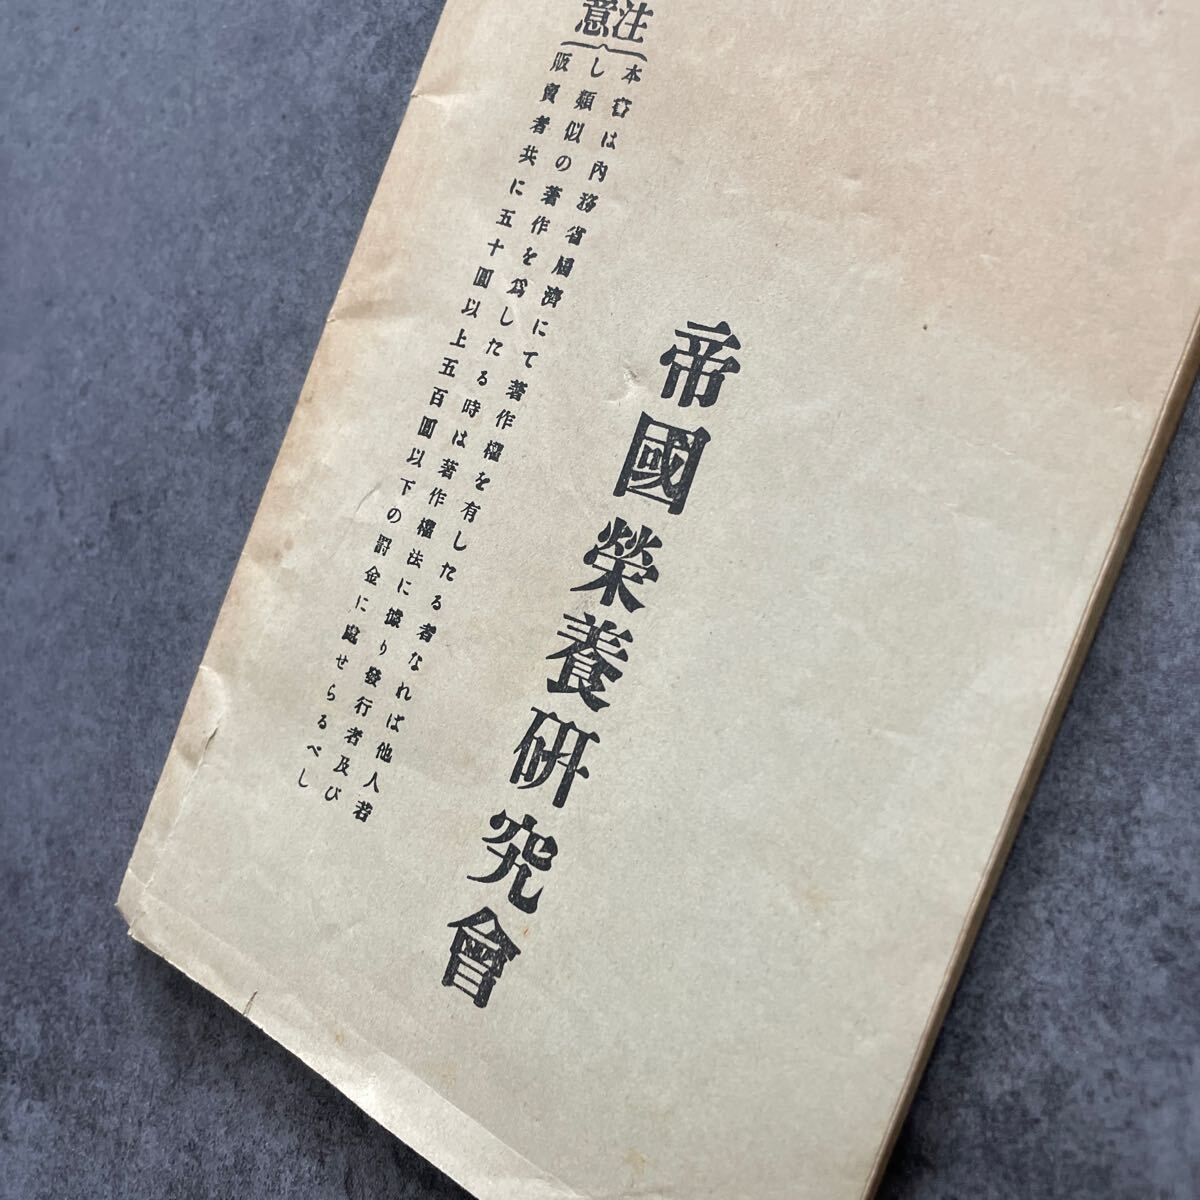 帝國榮養研究會
注意
本書は內務省屆濟にて著作權を有したる者なれば他人若
し類似の著作を爲したる時は著作權法に據り發行者及び
販賣者共に五十圓以上五百圓以下の罰金に處せらるべし